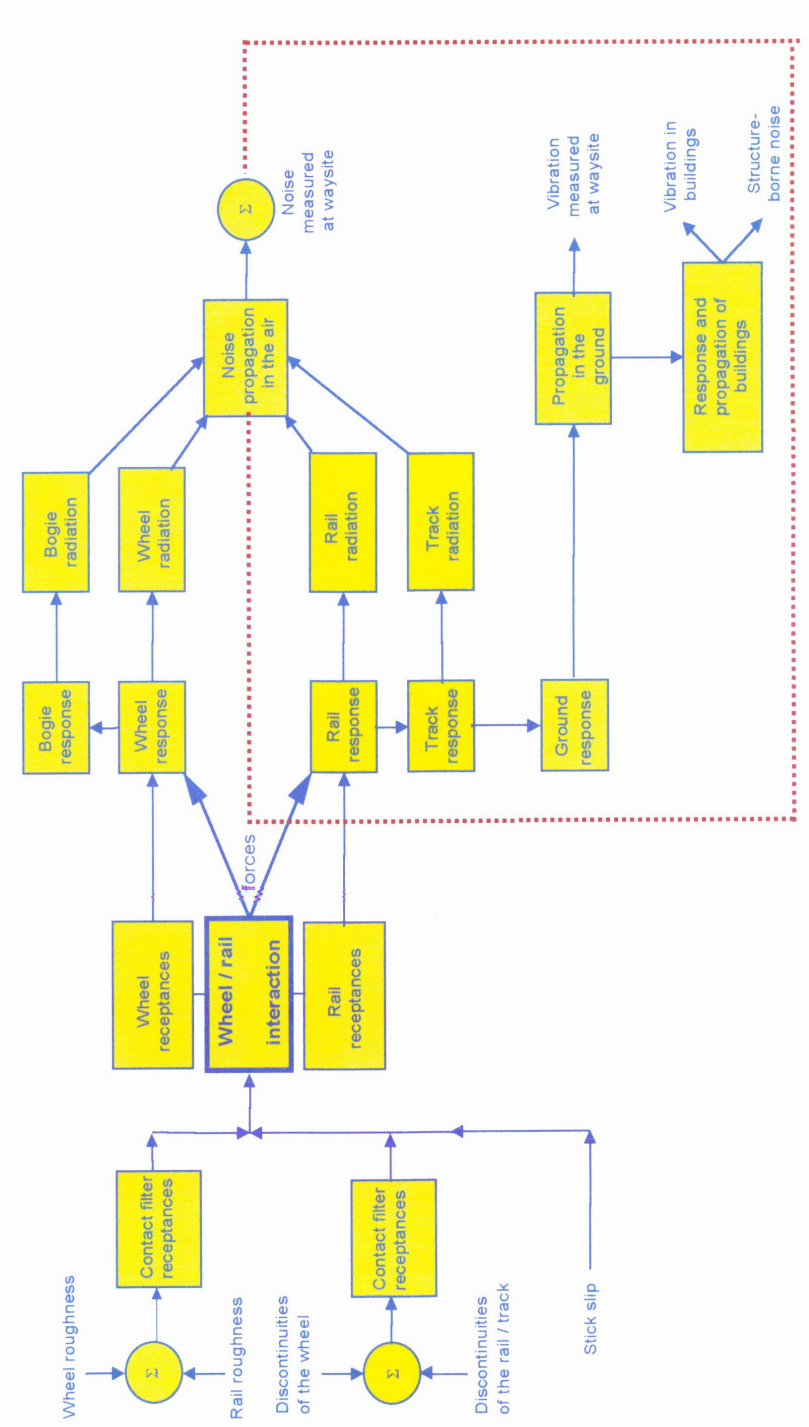 Wheel roughness
Σ
Rail roughness
Contact filter
receptances
Discontinuities
of the wheel
Σ
Discontinuities
of the rail / track
Contact filter
receptances
Stick slip
Wheel
receptances
Wheel / rail
interaction
Rail
receptances
forces
Bogie
response
Wheel
response
Rail
response
Track
response
Ground
response
Bogie
radiation
Wheel
radiation
Rail
radiation
Track
radiation
Noise
propagation
in the air
Σ
Noise
measured
at waysite
Propagation
in the
ground
Vibration
measured
at waysite
Response and
propagation of
buildings
Vibration in
buildings
Structure-
borne noise